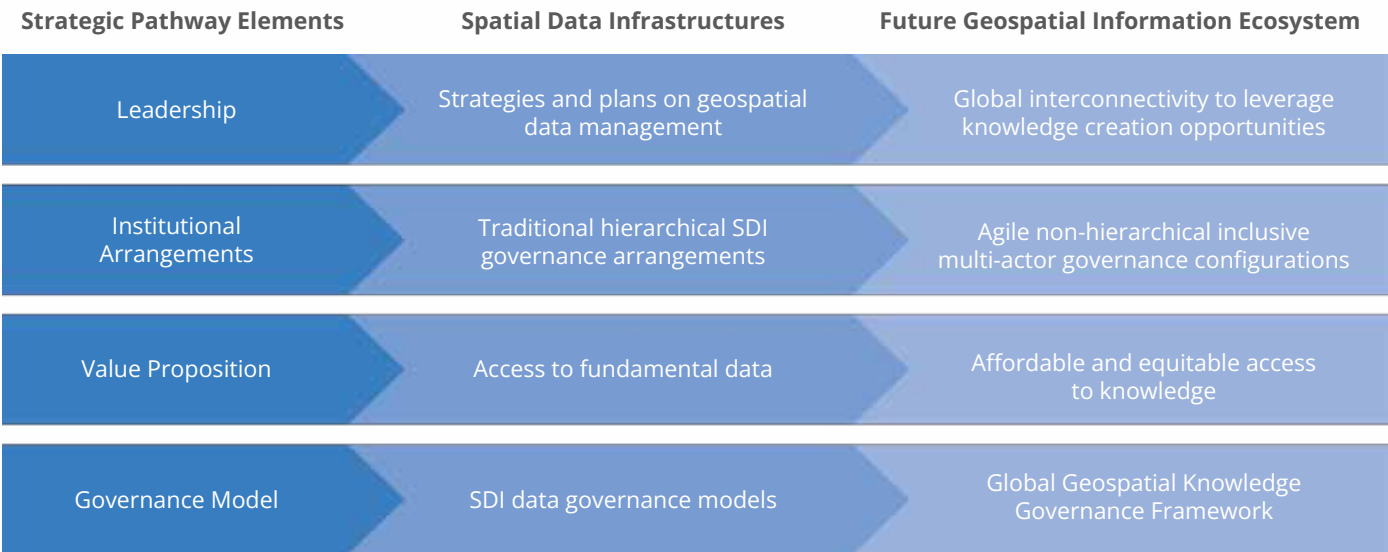 Strategic Pathway Elements
Spatial Data Infrastructures
Future Geospatial Information Ecosystem
Leadership
Strategies and plans on geospatial
data management
Global interconnectivity to leverage
knowledge creation opportunities
Institutional
Arrangements
Traditional hierarchical SDI
governance arrangements
Agile non-hierarchical inclusive
multi-actor governance configurations
Value Proposition
Access to fundamental data
Affordable and equitable access
to knowledge
Governance Model
SDI data governance models
Global Geospatial Knowledge
Governance Framework